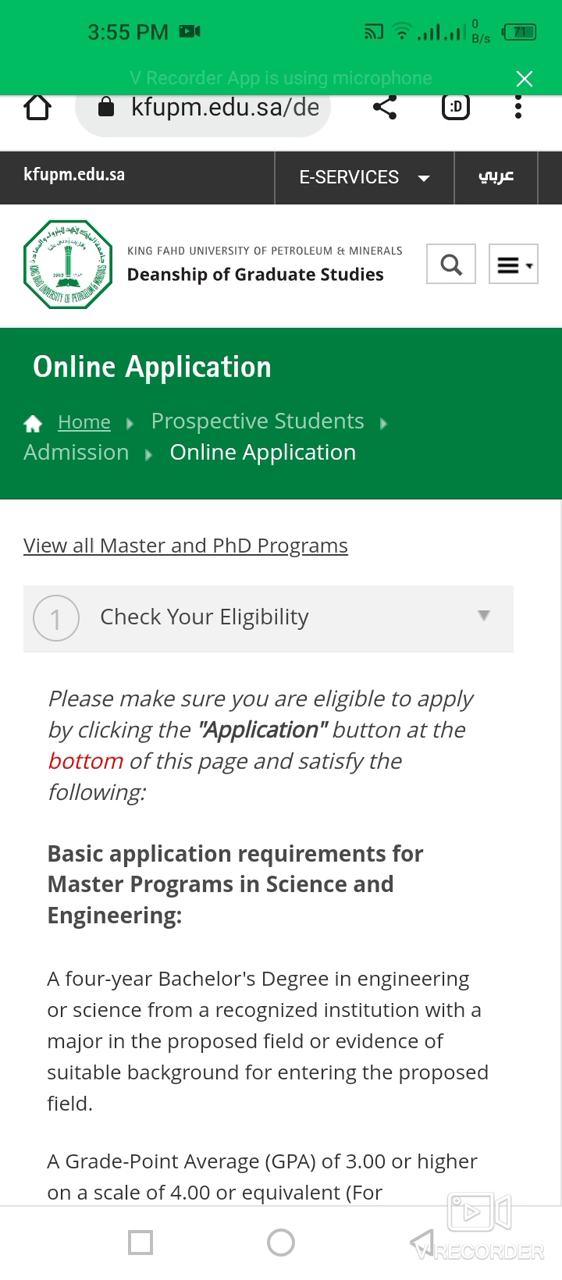 3:55 PM
0
B/s
71
V Recorder App is using microphone
kfupm.edu.sa/de
:D
kfupm.edu.sa
E-SERVICES
عربي
KING FAHD UNIVERSITY OF PETROLEUM & MINERALS
Deanship of Graduate Studies
Online Application
Home
Prospective Students
Admission
Online Application
View all Master and PhD Programs
1
Check Your Eligibility
Please make sure you are eligible to apply
by clicking the "Application" button at the
bottom of this page and satisfy the
following:
Basic application requirements for
Master Programs in Science and
Engineering:
A four-year Bachelor's Degree in engineering
or science from a recognized institution with a
major in the proposed field or evidence of
suitable background for entering the proposed
field.
A Grade-Point Average (GPA) of 3.00 or higher
on a scale of 4.00 or equivalent (For
V RECORDER